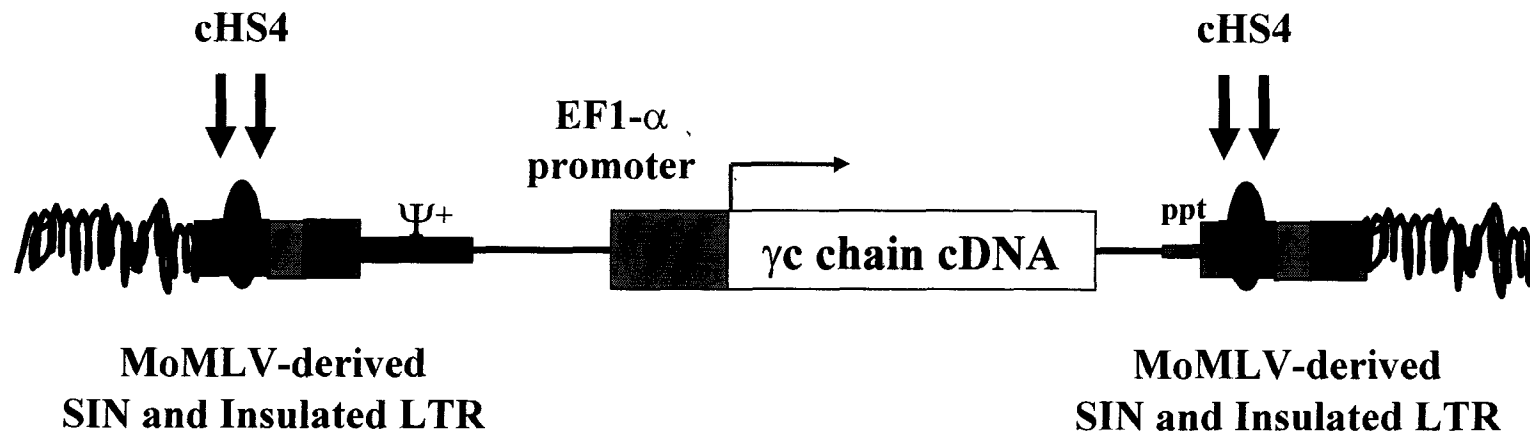 cHS4
cHS4
EF1-α
promoter
Ψ+
ppt
γc chain cDNA
MoMLV-derived
SIN and Insulated LTR
MoMLV-derived
SIN and Insulated LTR